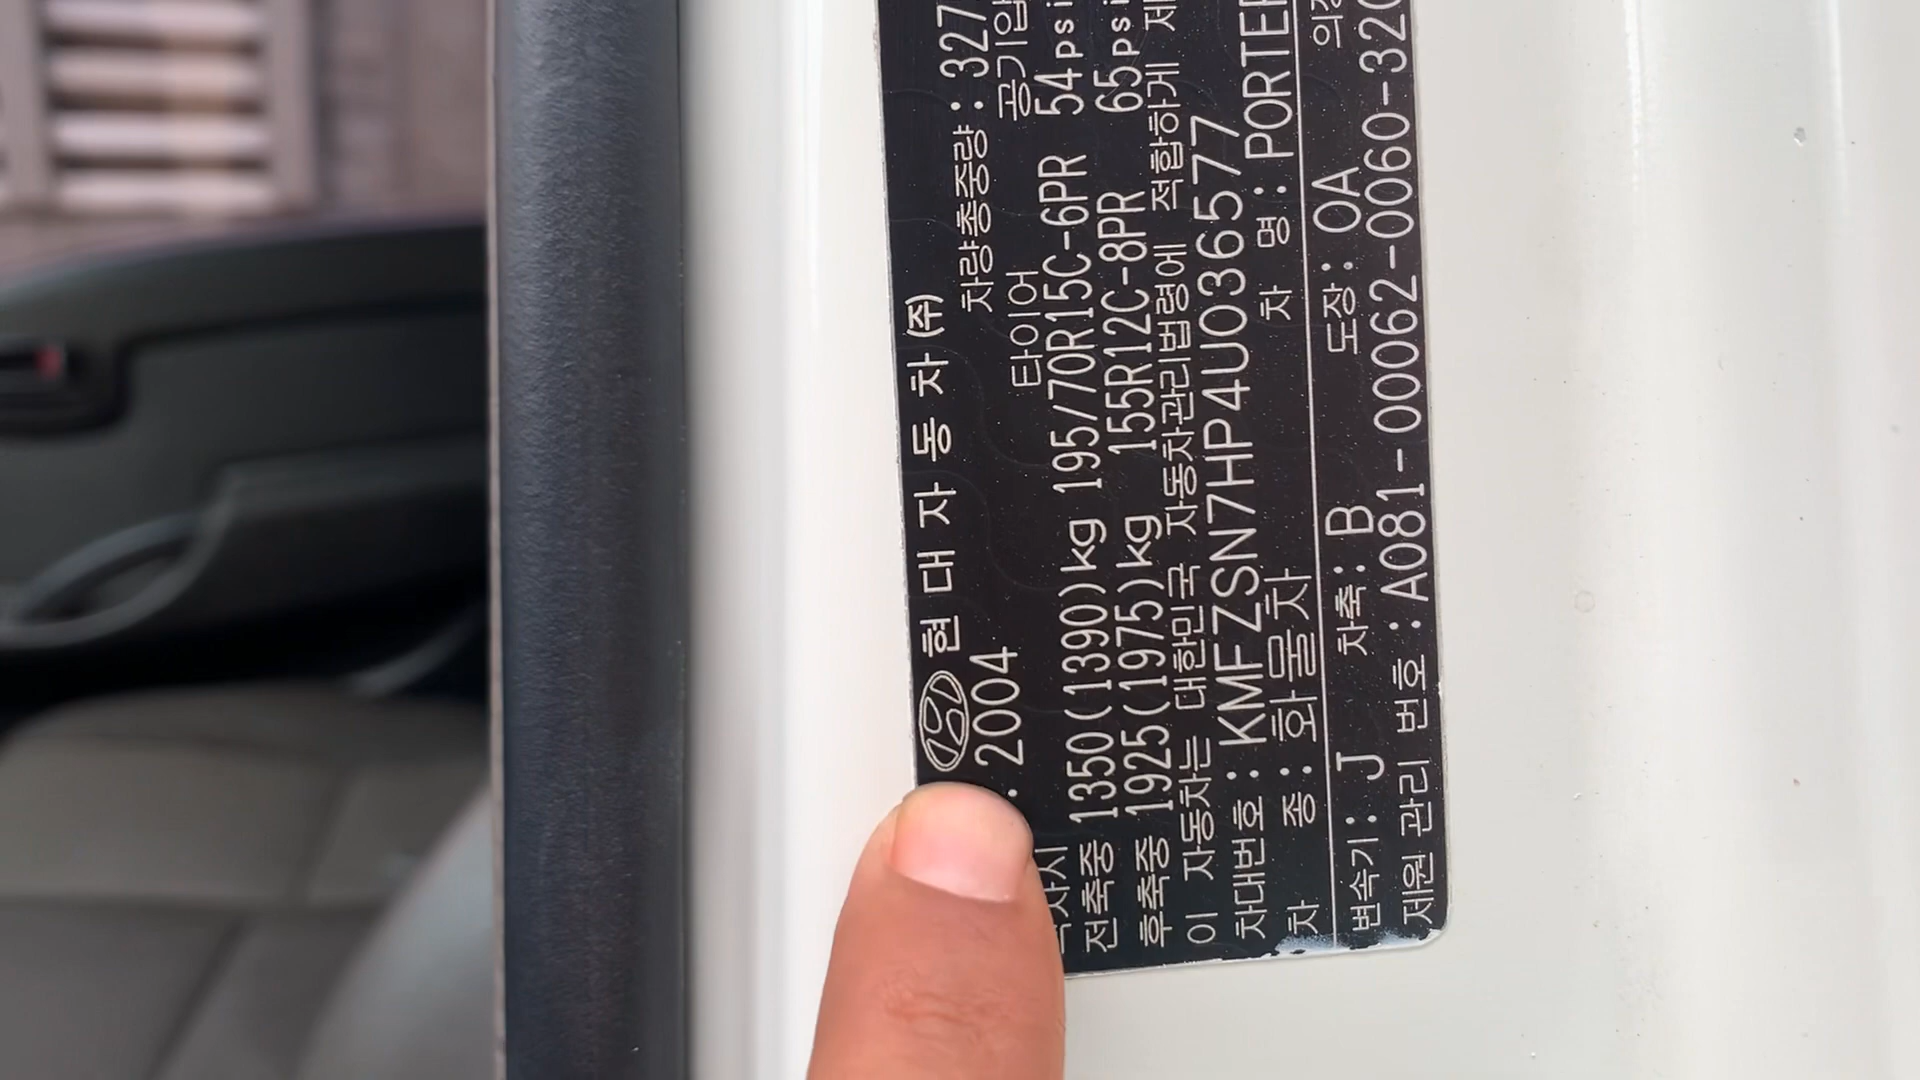 현대자동차(주)
: 2004 차량총중량 : 327
타이어 공기압
전축중 1350(1390)kg 195/70R15C-6PR 54psi
후축중 1925(1975)kg 155R12C-8PR 65psi
이 자동차는 대한민국 자동차관리법령에 적합하게 제
차대번호 : KMFZSN7HP4U036577
차 종 : 화물차 차 명 : PORTER
변속기 : J 차축 : B 도장 : OA
제원 관리 번호 : A081-00062-0060-320